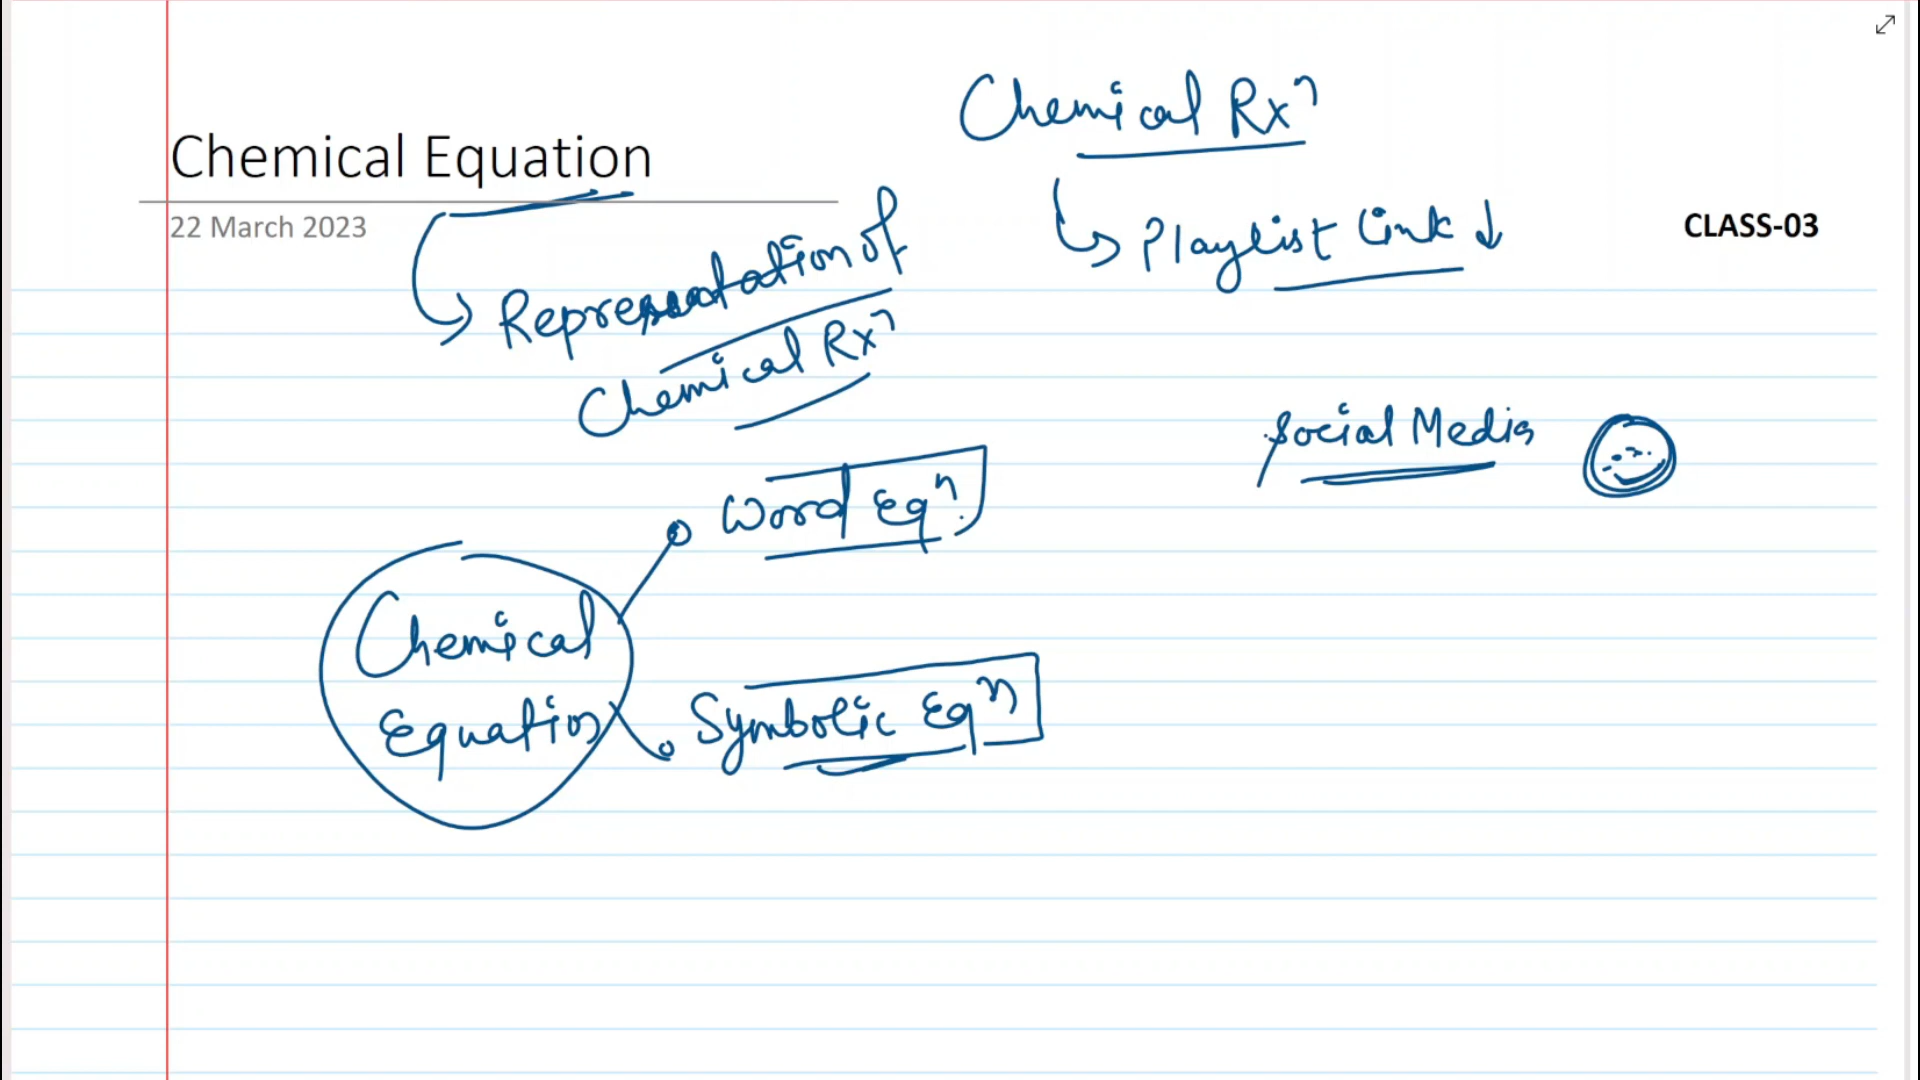 Chemical Rxn
Chemical Equation
22 March 2023
Playlist Link ↓
CLASS-03
Representation of
Chemical Rxn
Social Media
Word Eqn.
Chemical
Equation
Symbolic Eqn